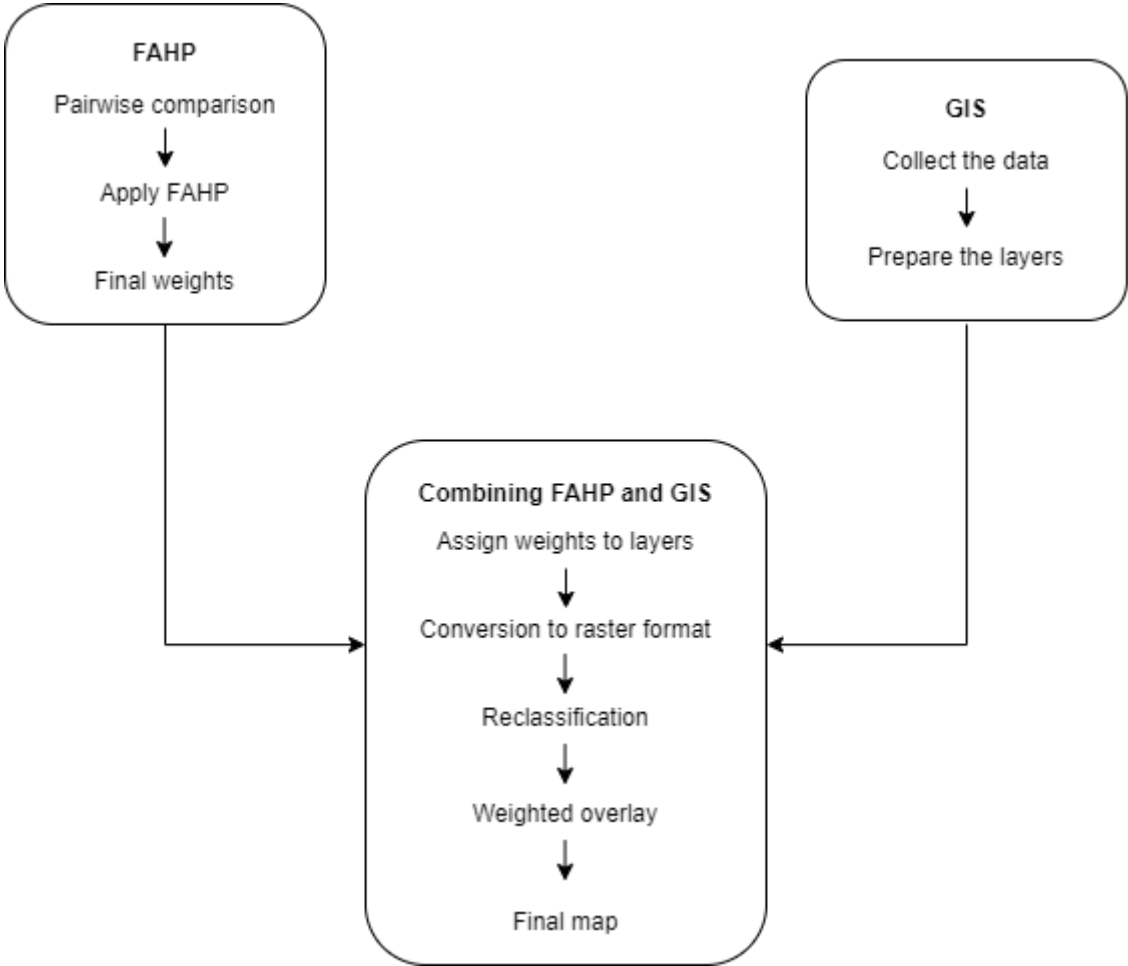 FAHP
Pairwise comparison
Apply FAHP
Final weights
GIS
Collect the data
Prepare the layers
Combining FAHP and GIS
Assign weights to layers
Conversion to raster format
Reclassification
Weighted overlay
Final map